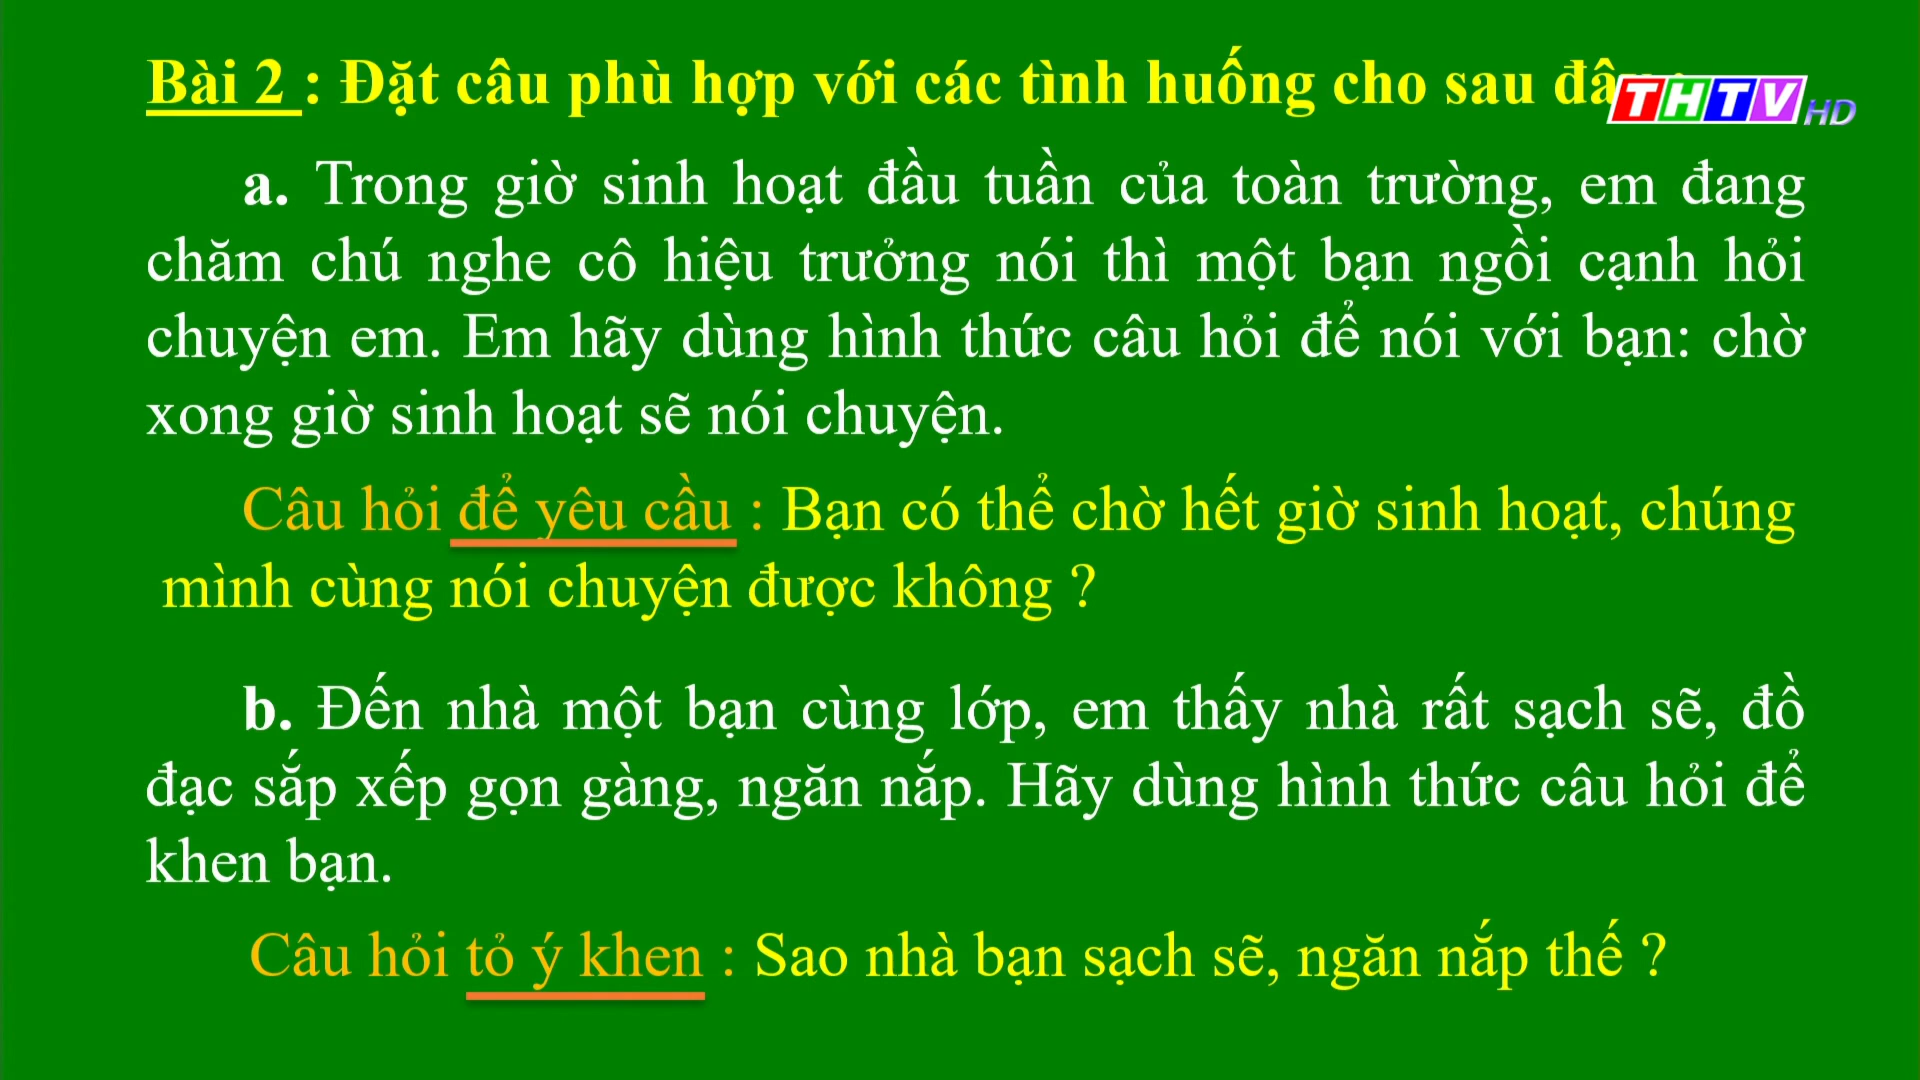 Bài 2 : Đặt câu phù hợp với các tình huống cho sau
THTV HD
a. Trong giờ sinh hoạt đầu tuần của toàn trường, em đang
chăm chú nghe cô hiệu trưởng nói thì một bạn ngồi cạnh hỏi
chuyện em. Em hãy dùng hình thức câu hỏi để nói với bạn: chờ
xong giờ sinh hoạt sẽ nói chuyện.
Câu hỏi để yêu cầu : Bạn có thể chờ hết giờ sinh hoạt, chúng
mình cùng nói chuyện được không ?
b. Đến nhà một bạn cùng lớp, em thấy nhà rất sạch sẽ, đồ
đạc sắp xếp gọn gàng, ngăn nắp. Hãy dùng hình thức câu hỏi để
khen bạn.
Câu hỏi tỏ ý khen : Sao nhà bạn sạch sẽ, ngăn nắp thế ?